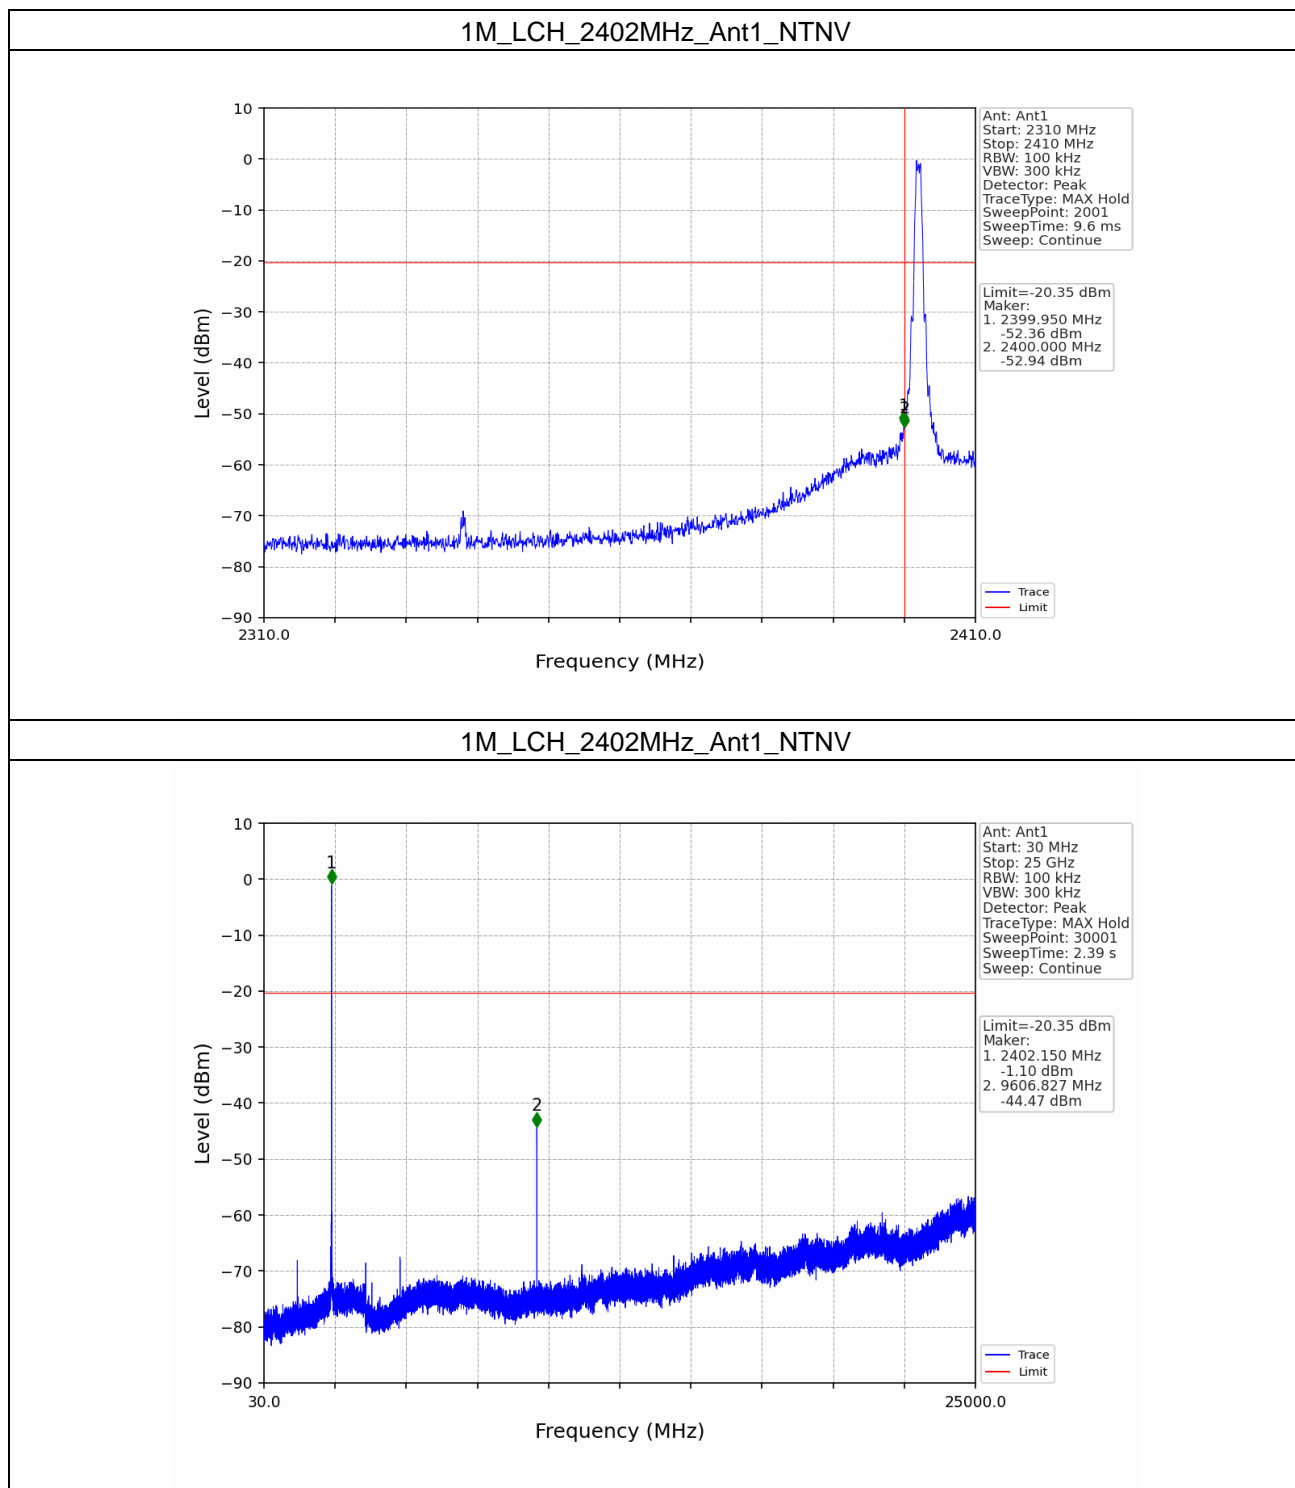 1M_LCH_2402MHz_Ant1_NTNV
10
0
−10
−20
−30
−40
−50
−60
−70
−80
−90
Level (dBm)
2310.0
2410.0
Frequency (MHz)
2
Ant: Ant1
Start: 2310 MHz
Stop: 2410 MHz
RBW: 100 kHz
VBW: 300 kHz
Detector: Peak
TraceType: MAX Hold
SweepPoint: 2001
SweepTime: 9.6 ms
Sweep: Continue
Limit=-20.35 dBm
Maker:
1. 2399.950 MHz
-52.36 dBm
2. 2400.000 MHz
-52.94 dBm
Trace
Limit
1M_LCH_2402MHz_Ant1_NTNV
10
0
−10
−20
−30
−40
−50
−60
−70
−80
−90
Level (dBm)
30.0
25000.0
Frequency (MHz)
1
2
Ant: Ant1
Start: 30 MHz
Stop: 25 GHz
RBW: 100 kHz
VBW: 300 kHz
Detector: Peak
TraceType: MAX Hold
SweepPoint: 30001
SweepTime: 2.39 s
Sweep: Continue
Limit=-20.35 dBm
Maker:
1. 2402.150 MHz
-1.10 dBm
2. 9606.827 MHz
-44.47 dBm
Trace
Limit